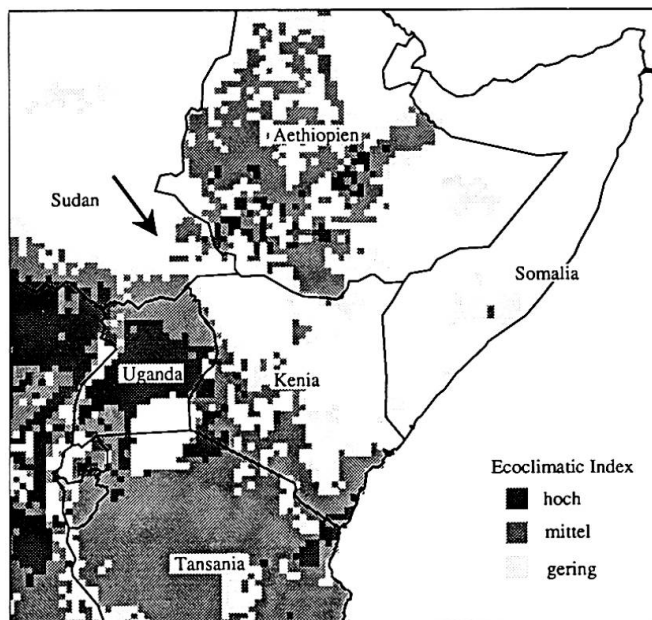 Aethiopien
Sudan
Somalia
Uganda
Kenia
Ecoclimatic Index
hoch
mittel
gering
Tansania